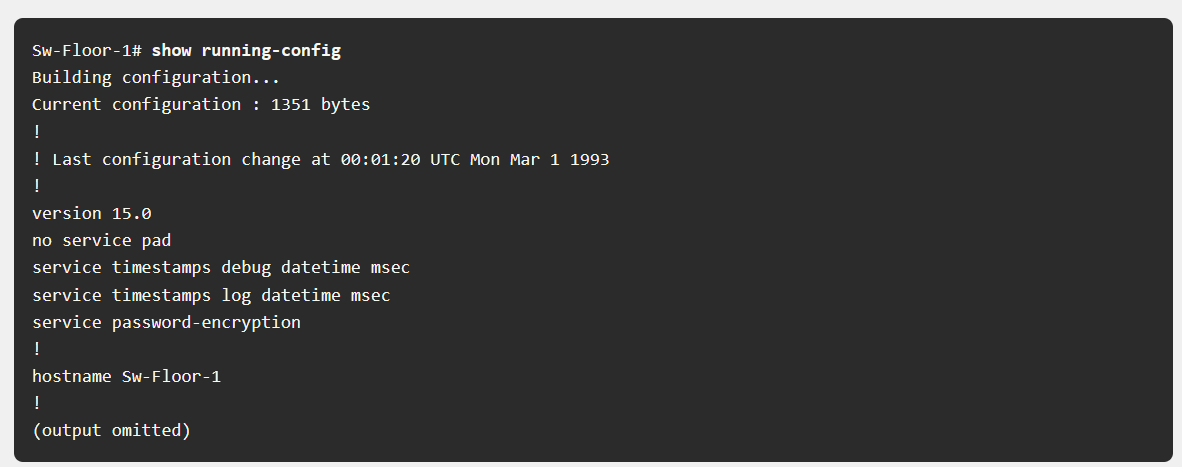 Sw-Floor-1# show running-config
Building configuration...
Current configuration : 1351 bytes
!
! Last configuration change at 00:01:20 UTC Mon Mar 1 1993
!
version 15.0
no service pad
service timestamps debug datetime msec
service timestamps log datetime msec
service password-encryption
!
hostname Sw-Floor-1
!
(output omitted)